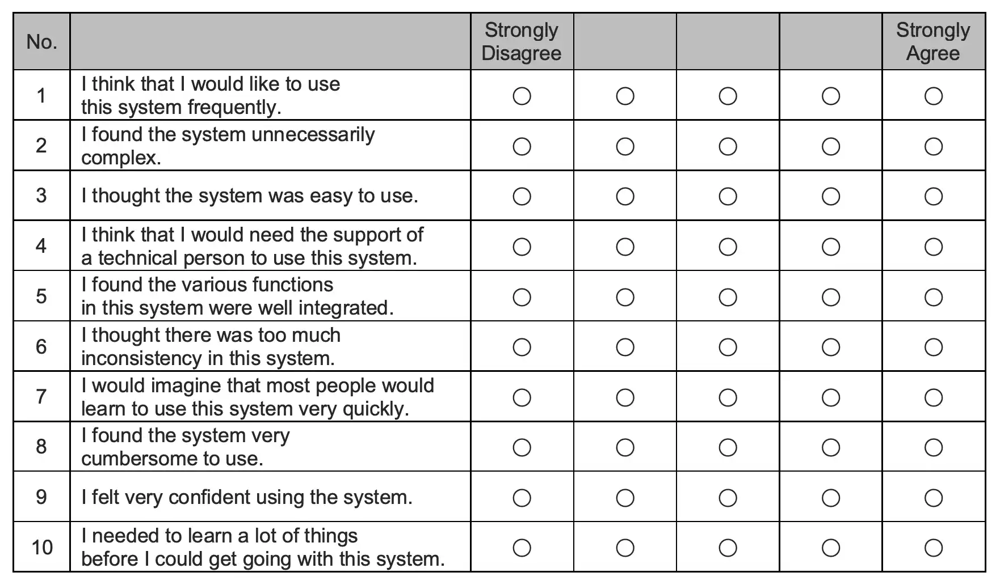 No.
Strongly
Disagree
Strongly
Agree
1
I think that I would like to use
this system frequently.
2
I found the system unnecessarily
complex.
3
I thought the system was easy to use.
4
I think that I would need the support of
a technical person to use this system.
5
I found the various functions
in this system were well integrated.
6
I thought there was too much
inconsistency in this system.
7
I would imagine that most people would
learn to use this system very quickly.
8
I found the system very
cumbersome to use.
9
I felt very confident using the system.
10
I needed to learn a lot of things
before I could get going with this system.